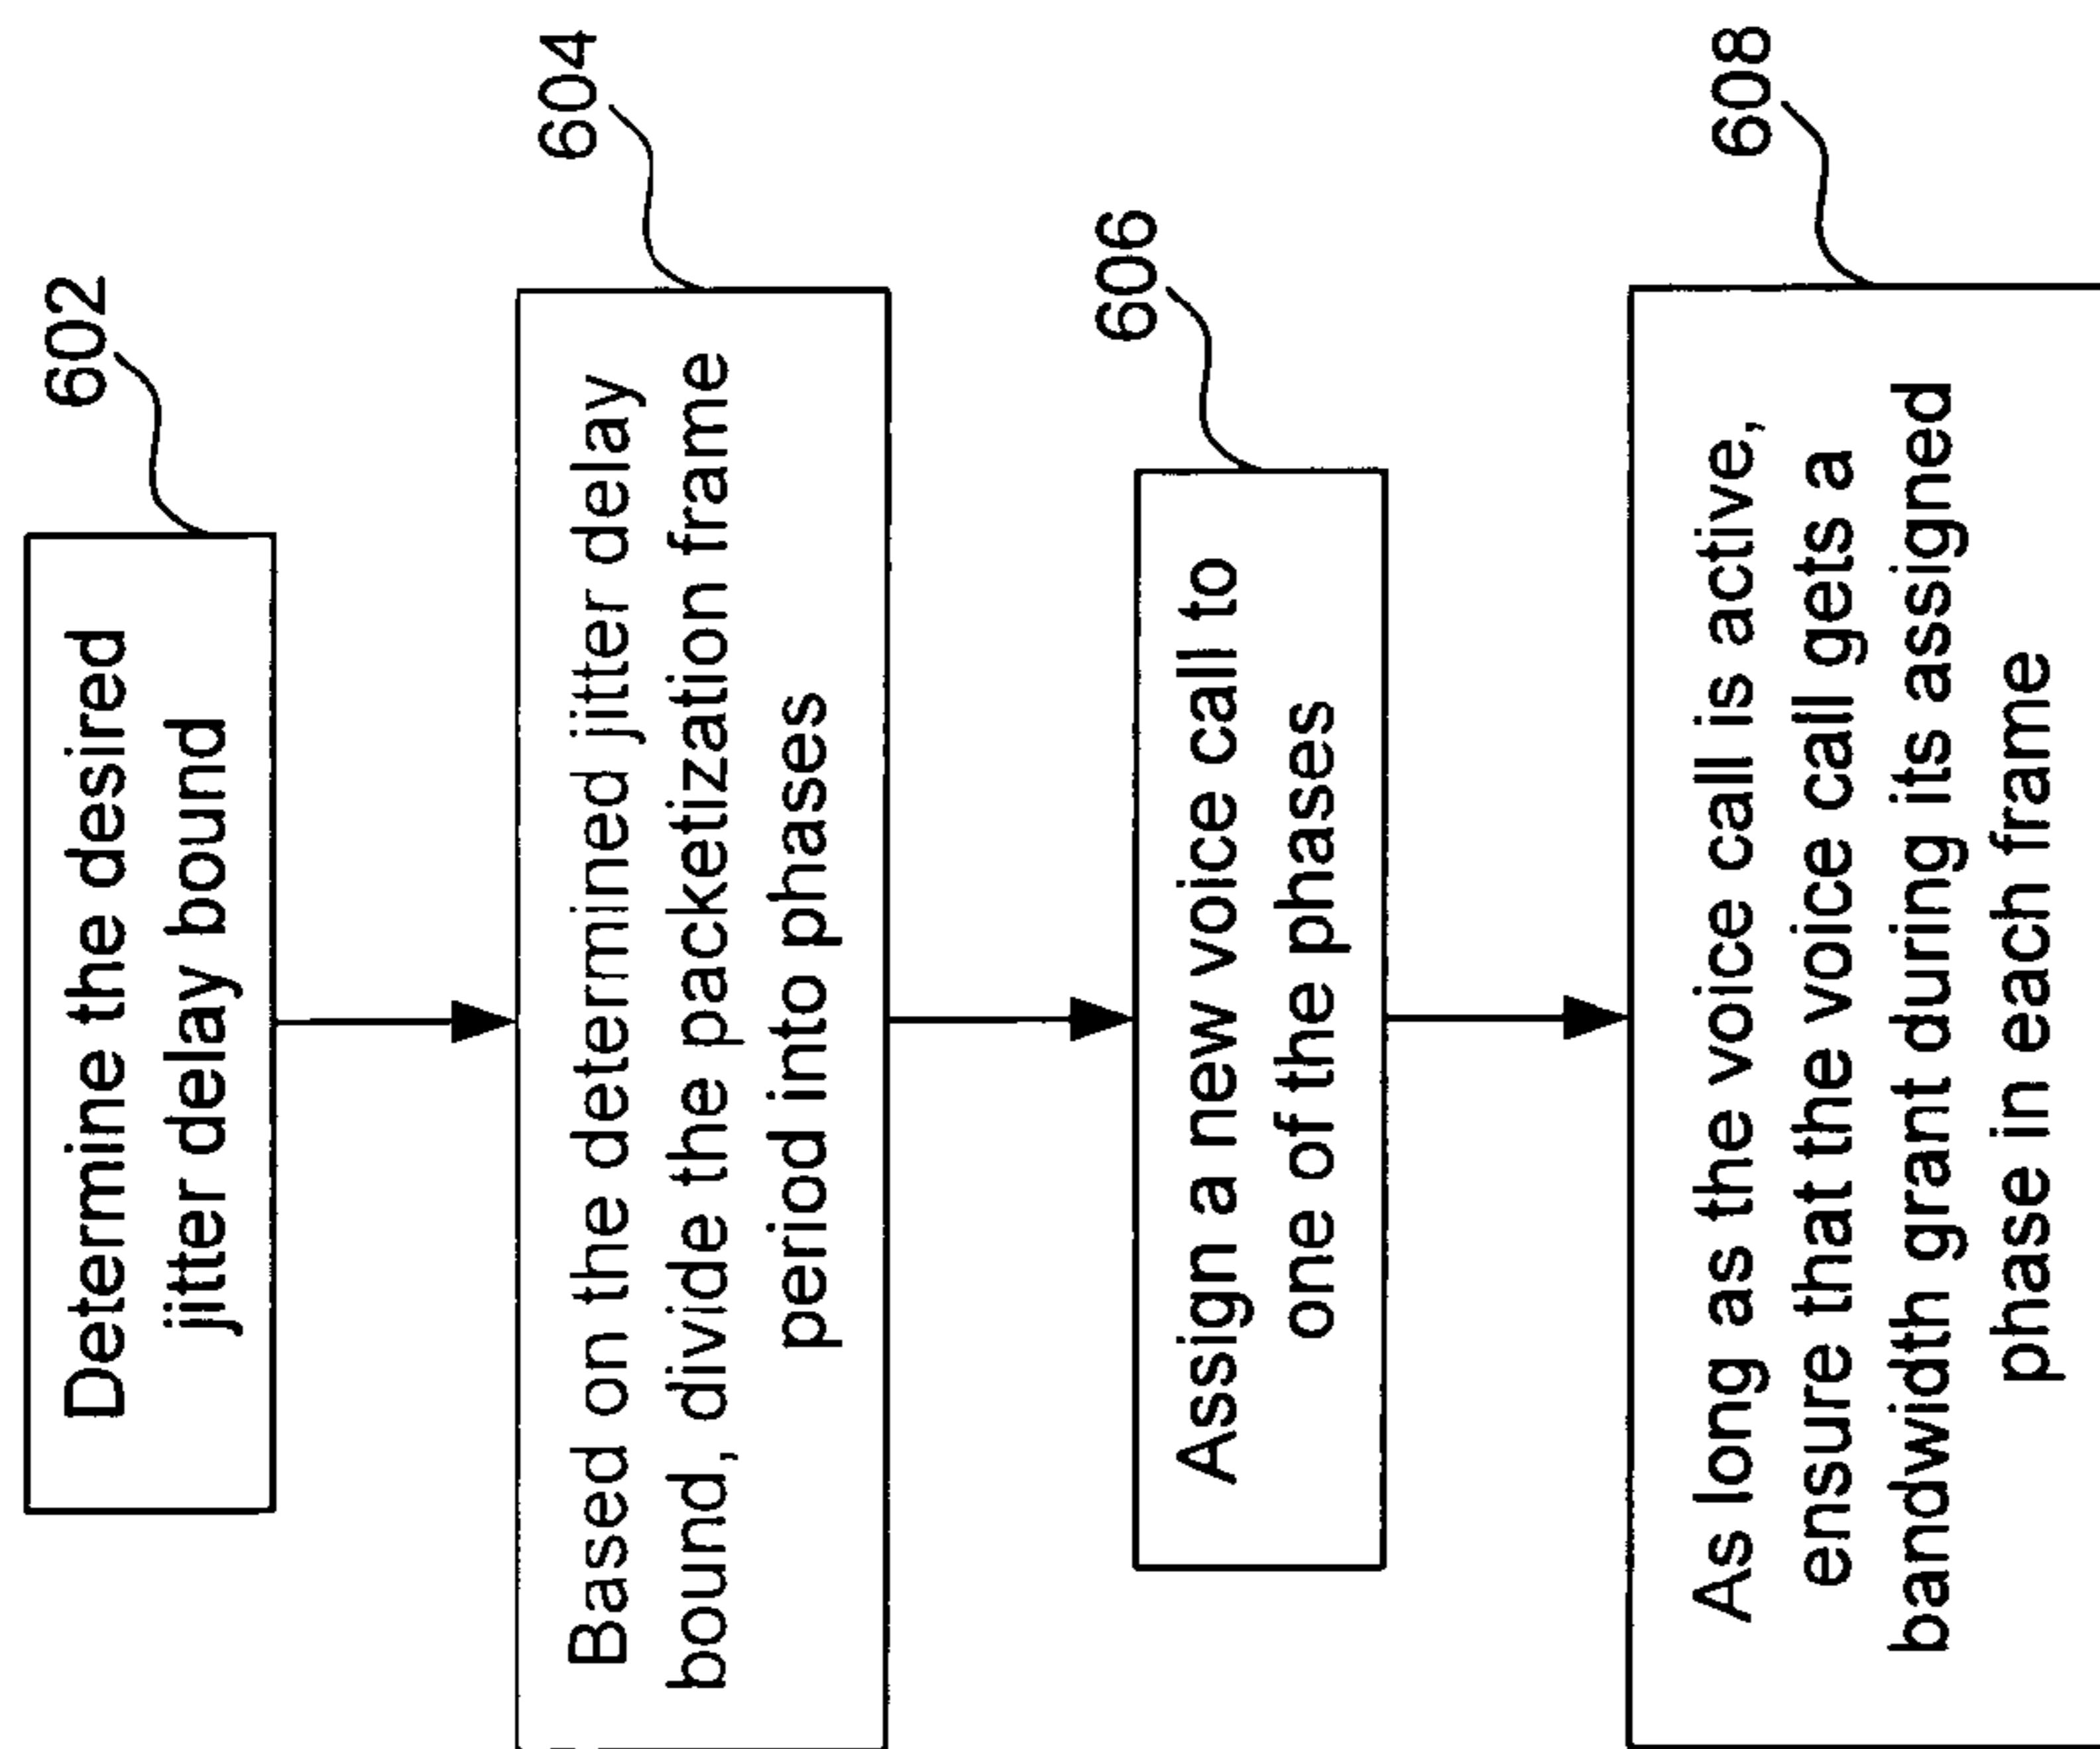 602
Determine the desired
jitter delay bound
604
Based on the determined jitter delay
bound, divide the packetization frame
period into phases
606
Assign a new voice call to
one of the phases
608
As long as the voice call is active,
ensure that the voice call gets a
bandwidth grant during its assigned
phase in each frame